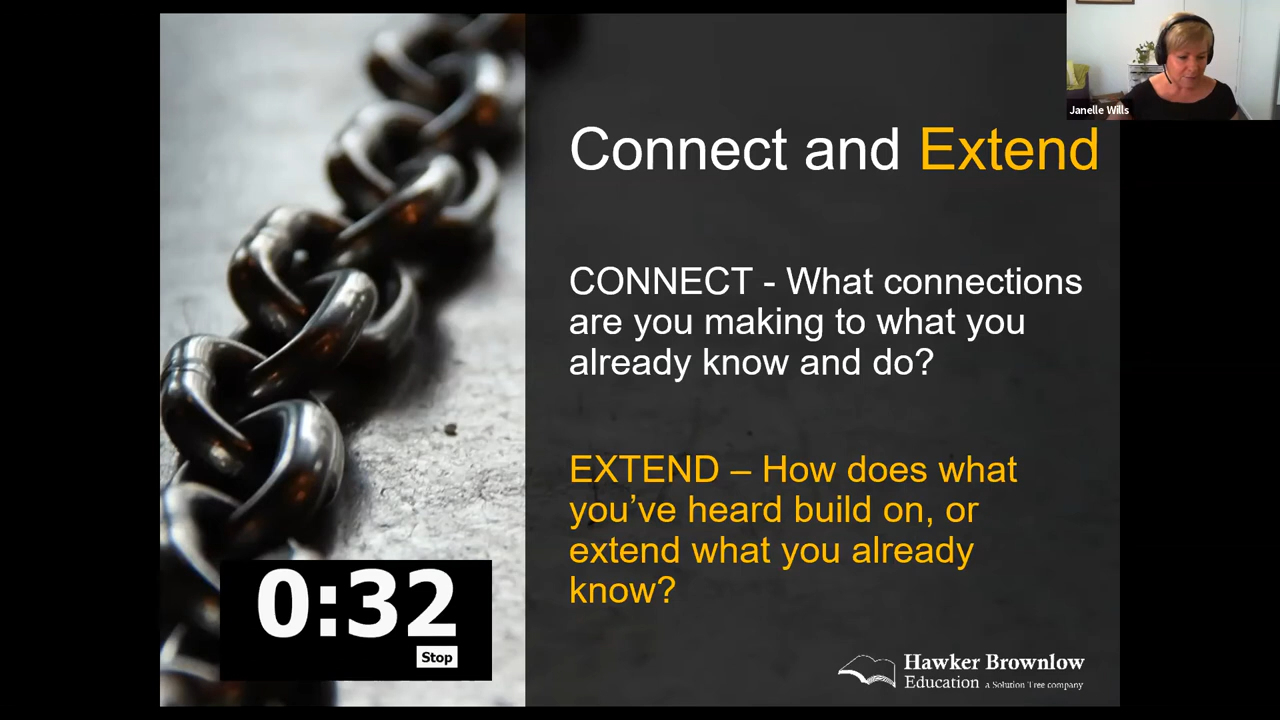 Janelle Wills
Connect and Extend
CONNECT - What connections
are you making to what you
already know and do?
EXTEND – How does what
you’ve heard build on, or
extend what you already
know?
0:32
Stop
Hawker Brownlow
Education a Solution Tree company